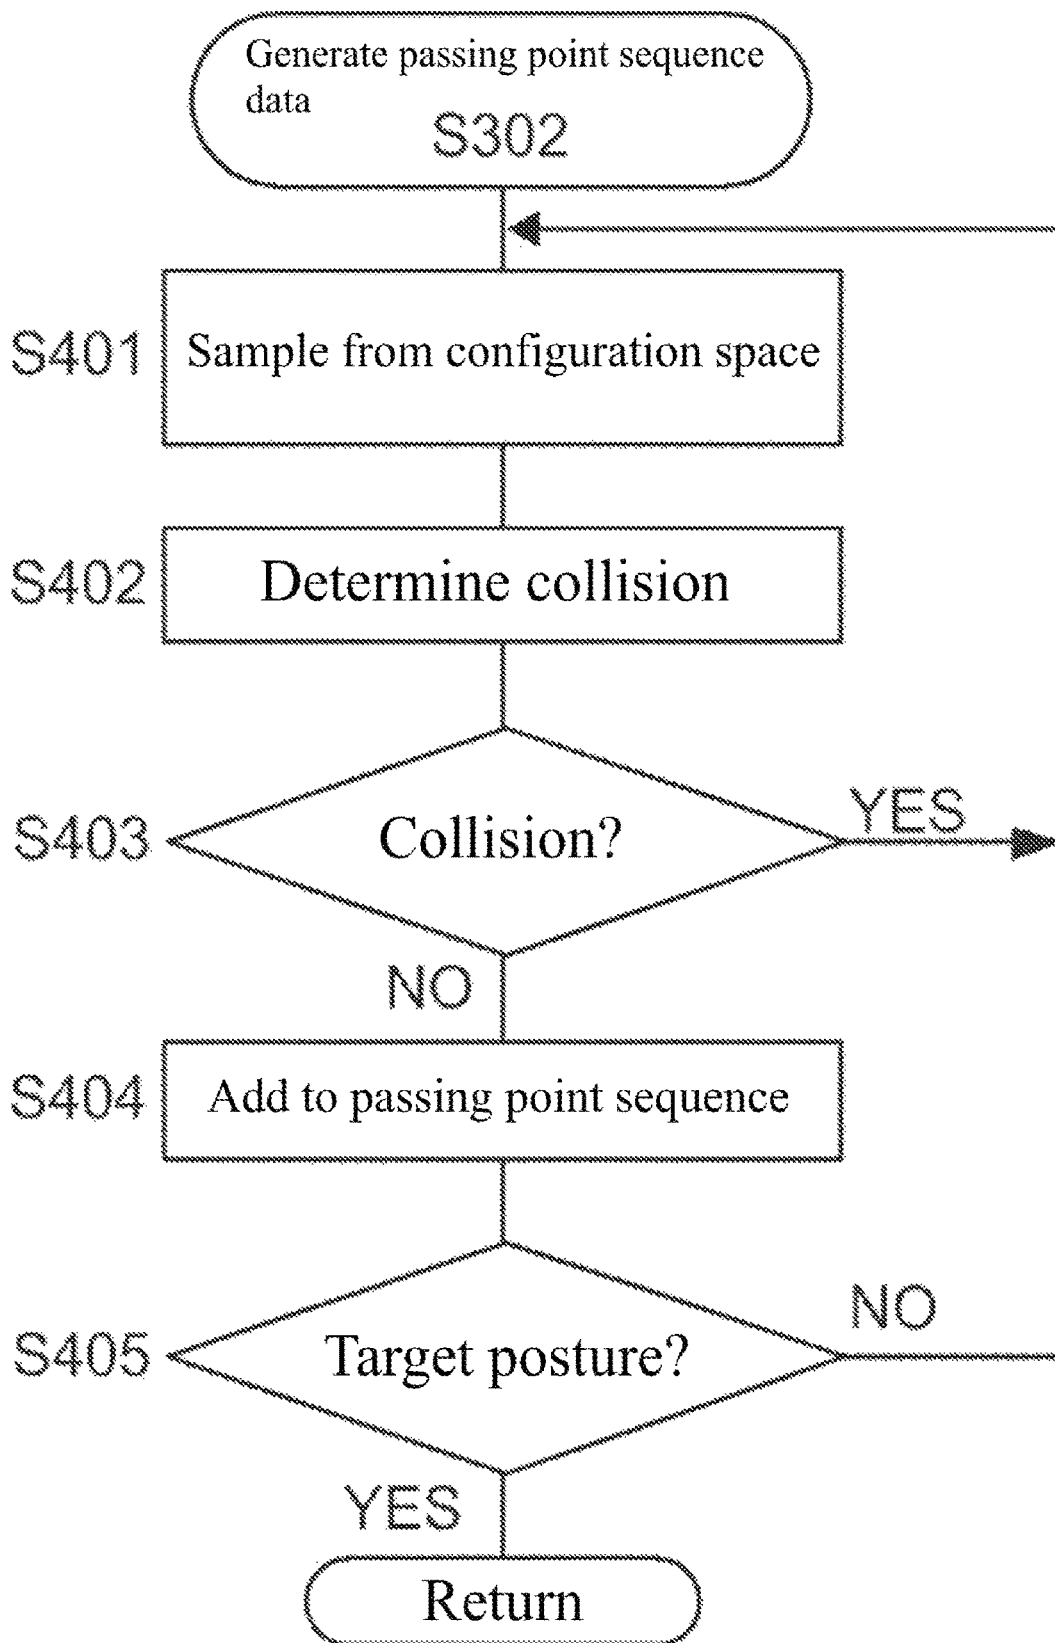 Generate passing point sequence
data
S302
S401
Sample from configuration space
S402
Determine collision
S403
Collision?
YES
NO
S404
Add to passing point sequence
S405
Target posture?
NO
YES
Return